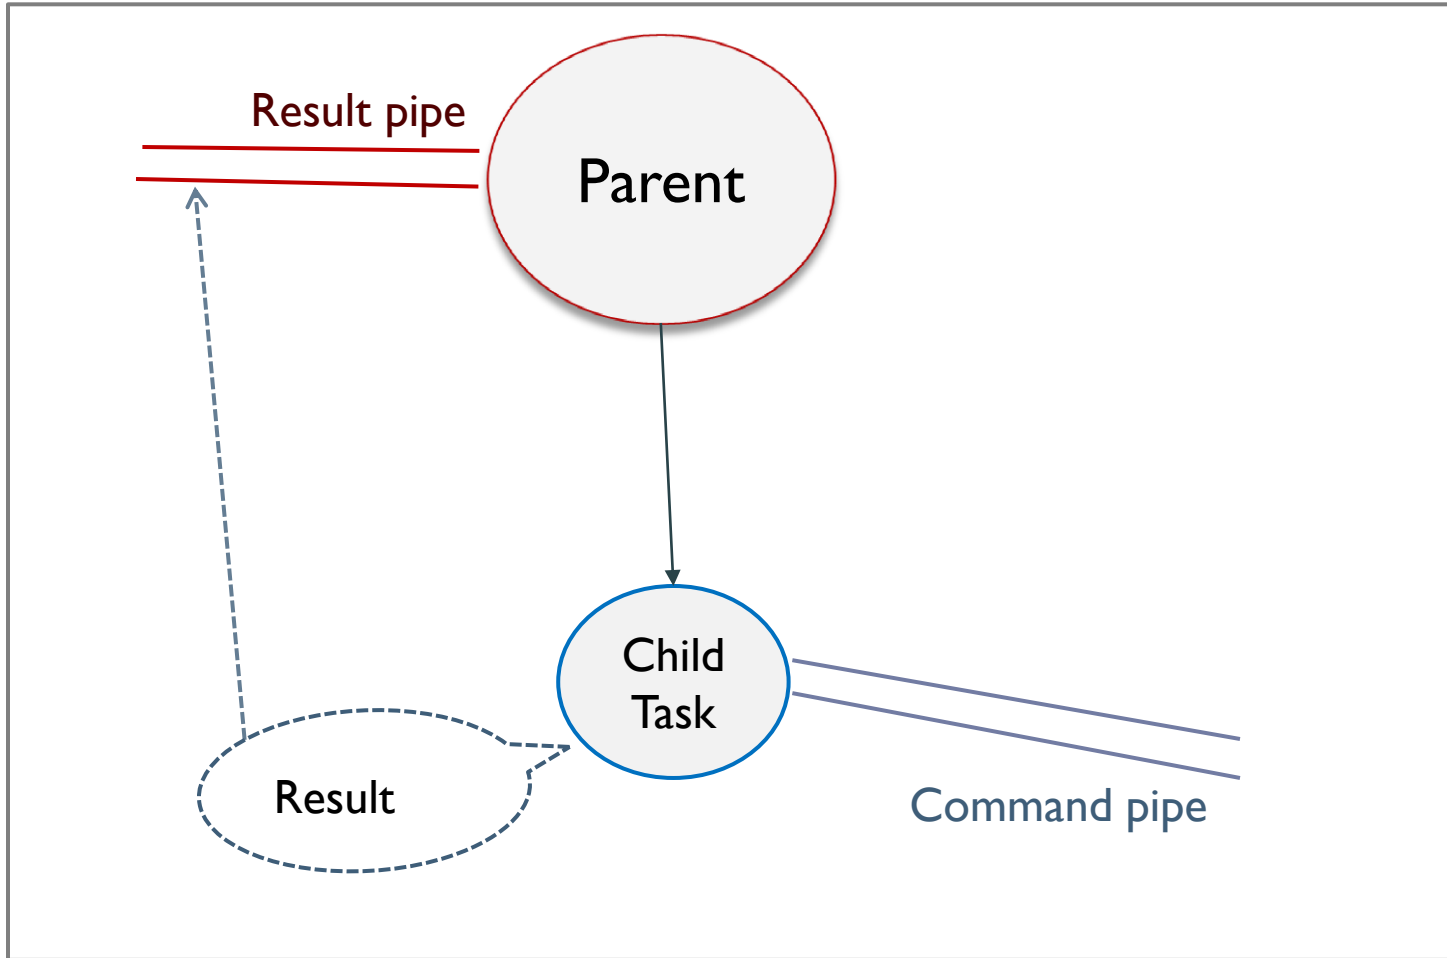 Result pipe
Parent
Child
Task
Result
Command pipe